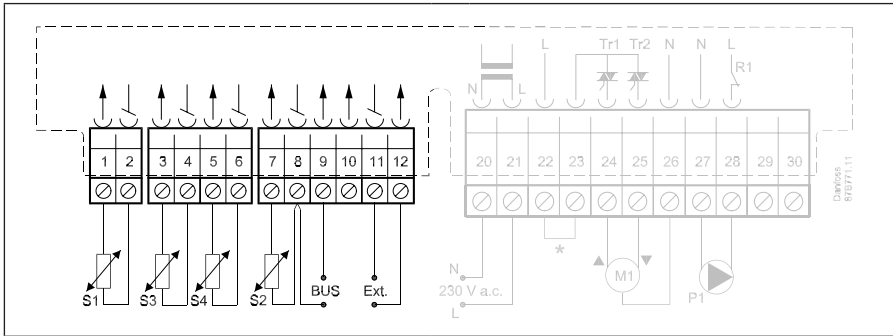 L Tr1 Tr2 N N L
R1
N L
1 2 3 4 5 6 7 8 9 10 11 12 20 21 22 23 24 25 26 27 28 29 30
Danfoss
87B771.11
*
N
M1
S1 S3 S4 S2 BUS Ext. 230 V a.c. P1
L